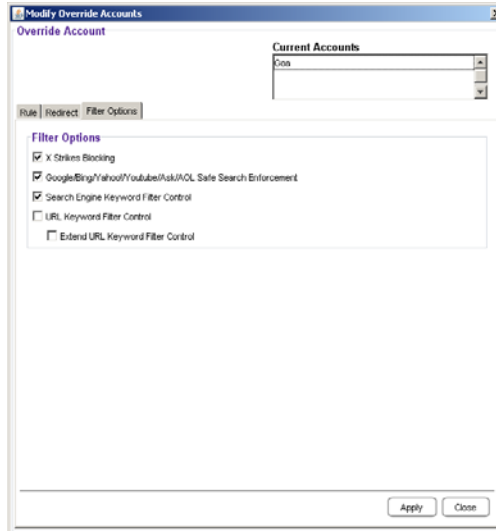 Modify Override Accounts
Override Account
Current Accounts
Goa
Rule
Redirect
Filter Options
Filter Options
X Strikes Blocking
Google/Bing/Yahoo!/Youtube/Ask/AOL Safe Search Enforcement
Search Engine Keyword Filter Control
URL Keyword Filter Control
Extend URL Keyword Filter Control
Apply
Close